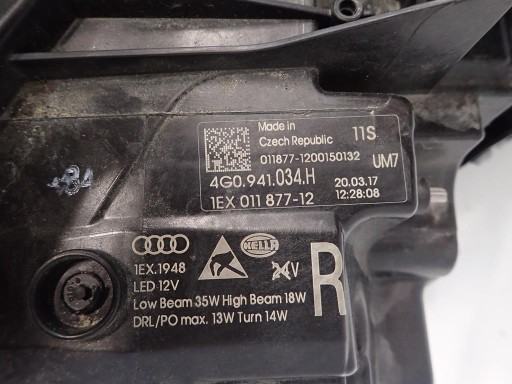 Made in
Czech Republic 11S
011877-1200150132
UM7
4G0.941.034.H
20.03.17
1EX 011 877-12
12:28:08
HELLA
1EX.1948
24V
LED 12V
R
Low Beam 35W High Beam 18W
DRL/PO max. 13W Turn 14W